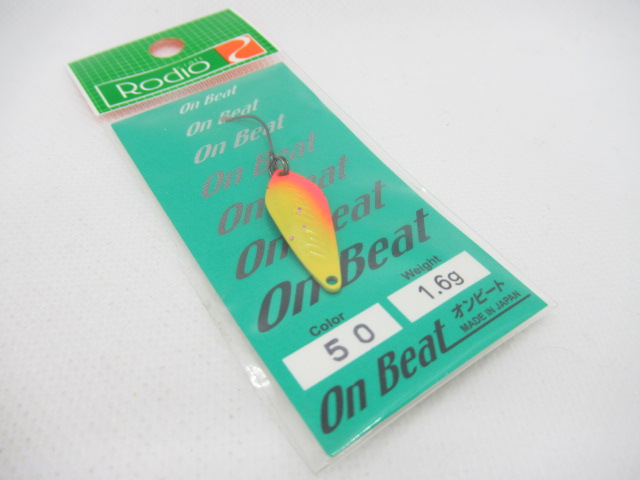 Rodio
On Beat
On Beat
On Beat
On Beat
On Beat
On Beat
On Beat
Color
50
Weight
1.6g
On Beat
オンビート
MADE IN JAPAN